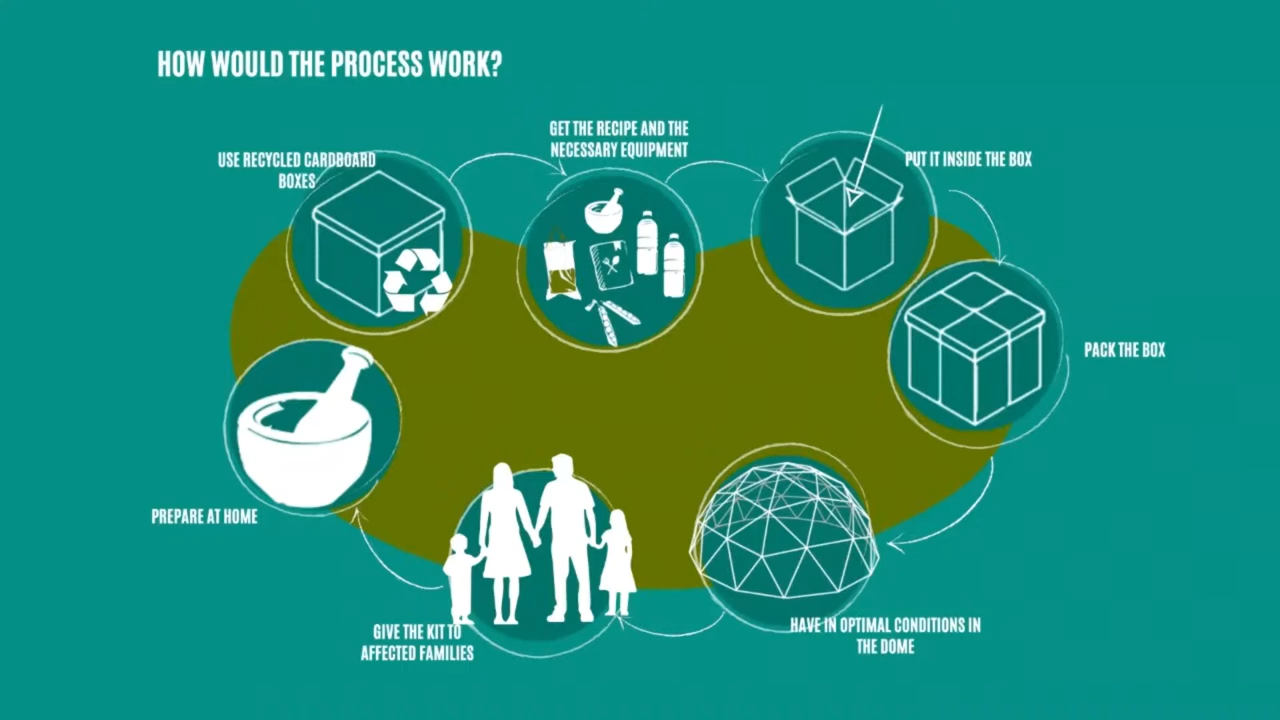 HOW WOULD THE PROCESS WORK?
USE RECYCLED CARDBOARD
BOXES
GET THE RECIPE AND THE
NECESSARY EQUIPMENT
PUT IT INSIDE THE BOX
PACK THE BOX
HAVE IN OPTIMAL CONDITIONS IN
THE DOME
GIVE THE KIT TO
AFFECTED FAMILIES
PREPARE AT HOME